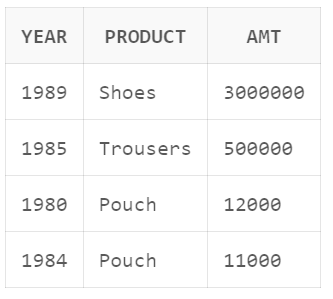 YEAR PRODUCT AMT
1989 Shoes 3000000
1985 Trousers 500000
1980 Pouch 12000
1984 Pouch 11000